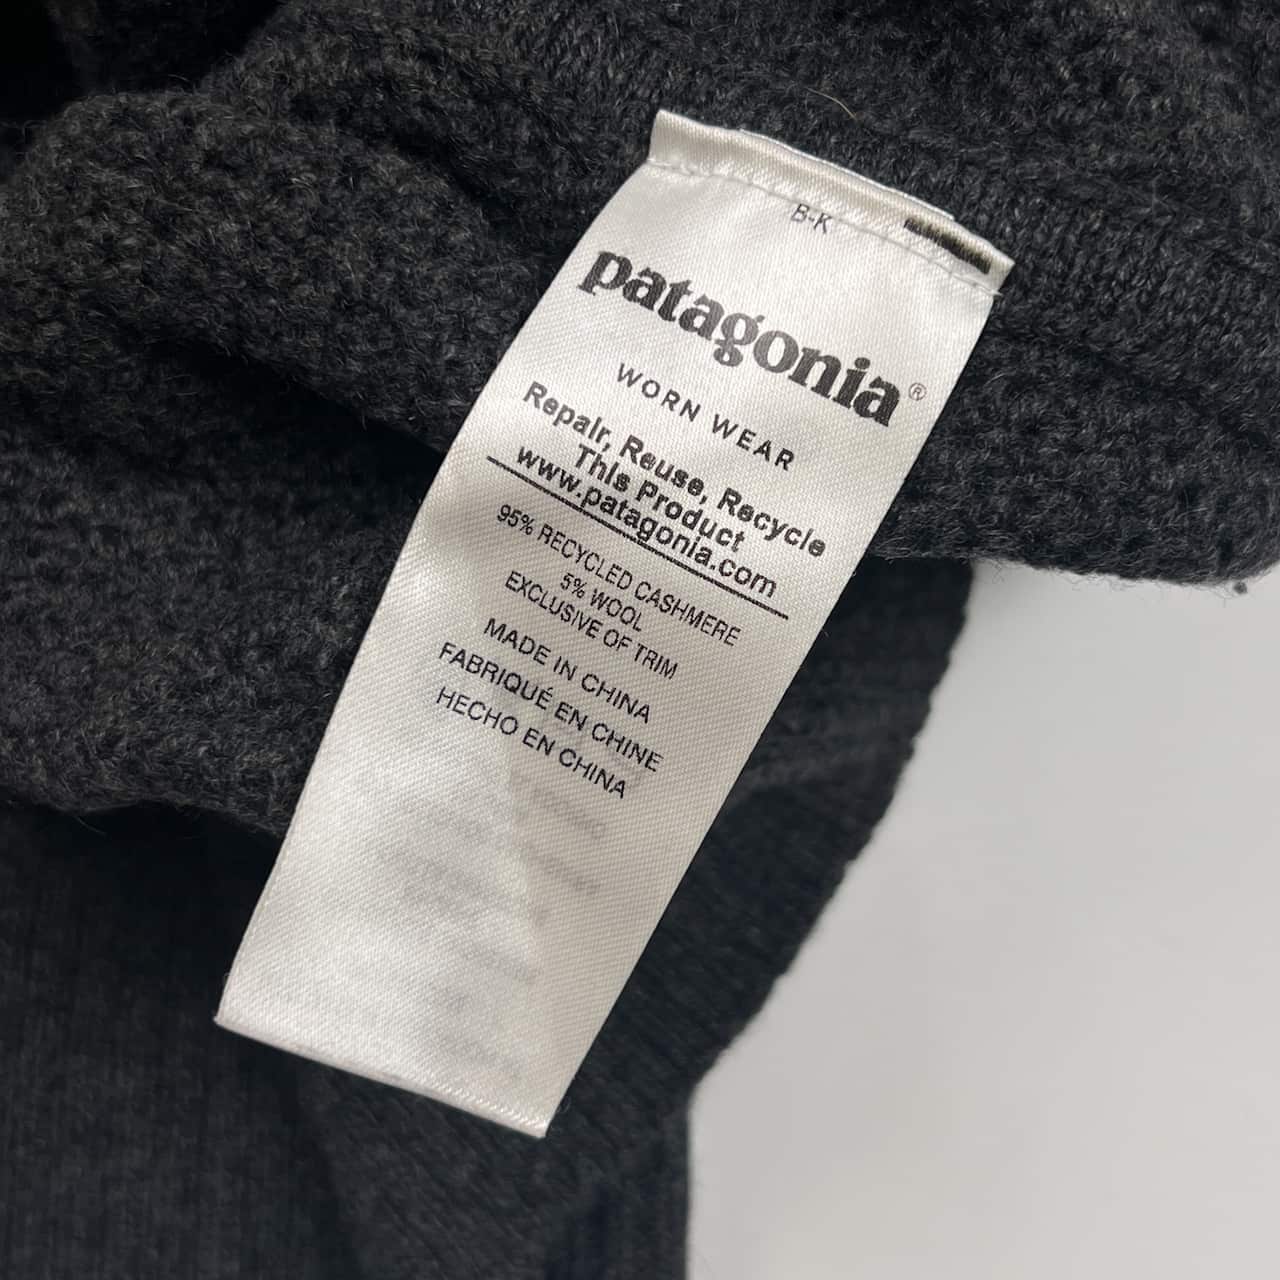 B-K
patagonia®
WORN WEAR
Repair, Reuse, Recycle
This Product
www.patagonia.com
95% RECYCLED CASHMERE
5% WOOL
EXCLUSIVE OF TRIM
MADE IN CHINA
FABRIQUÉ EN CHINE
HECHO EN CHINA